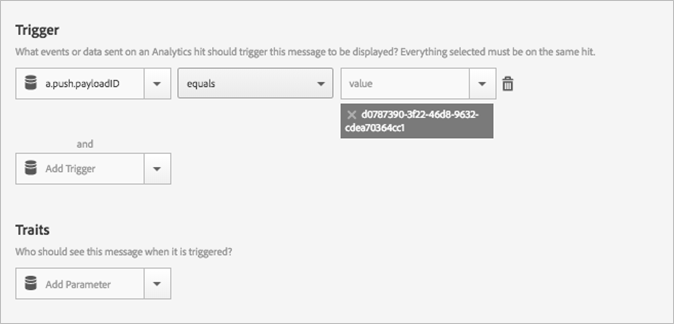 Trigger
What events or data sent on an Analytics hit should trigger this message to be displayed? Everything selected must be on the same hit.
a.push.payloadID equals value
d0787390-3f22-46d8-9632-
cdea70364cc1
and
Add Trigger
Traits
Who should see this message when it is triggered?
Add Parameter